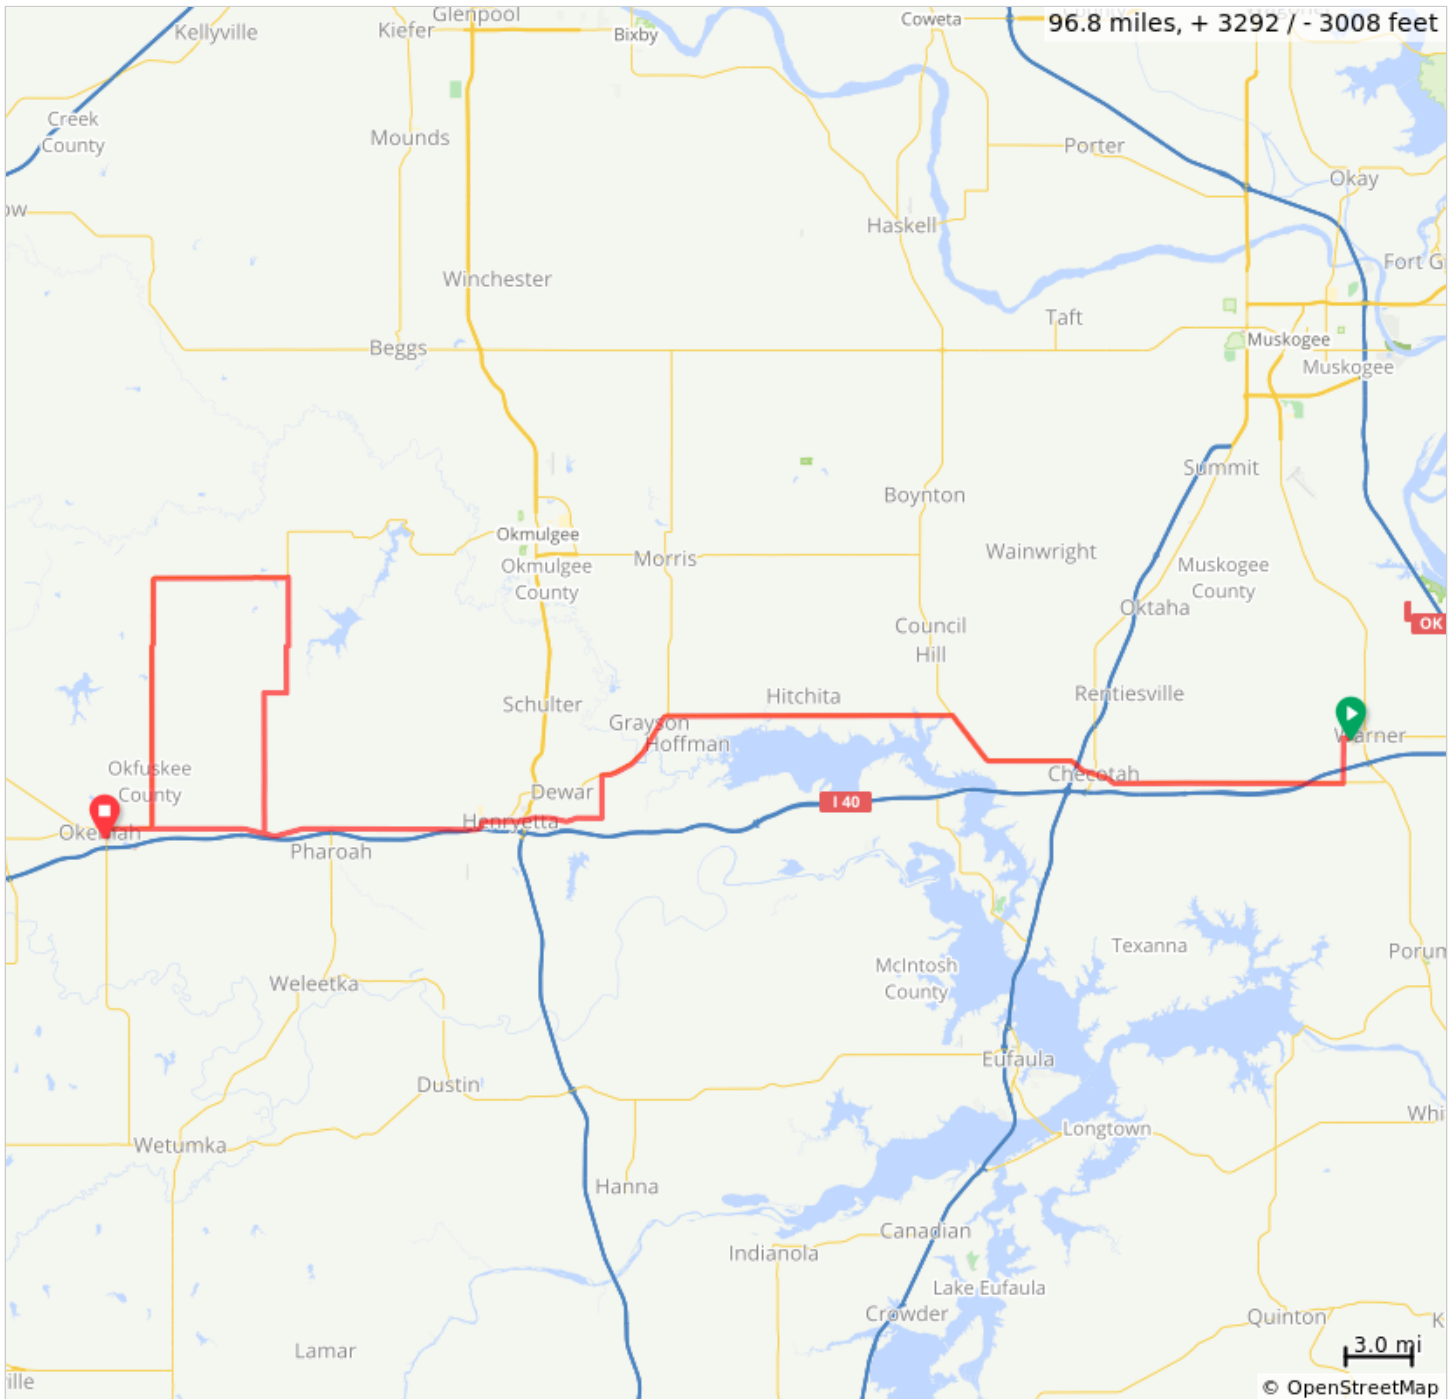 96.8 miles, + 3292 / - 3008 feet
Kellyville
Kiefer
Glenpool
Bixby
Coweta
Creek
County
Mounds
Porter
Okay
ow
Haskell
Fort G
Winchester
Taft
Beggs
Muskogee
Muskogee
Summit
Boynton
Okmulgee
Okmulgee
County
Morris
Wainwright
Muskogee
County
Oktaha
OK
Council
Hill
Schulter
Grayson
Hoffman
Hitchita
Rentiesville
Warner
Okfuskee
County
Dewar
Checotah
I 40
Okemah
Henryetta
Pharoah
Weleetka
McIntosh
County
Texanna
Porum
Dustin
Eufaula
Longtown
Whi
Wetumka
Hanna
Indianola
Canadian
Lake Eufaula
Crowder
Quinton
K
Lamar
ille
3.0 mi
© OpenStreetMap